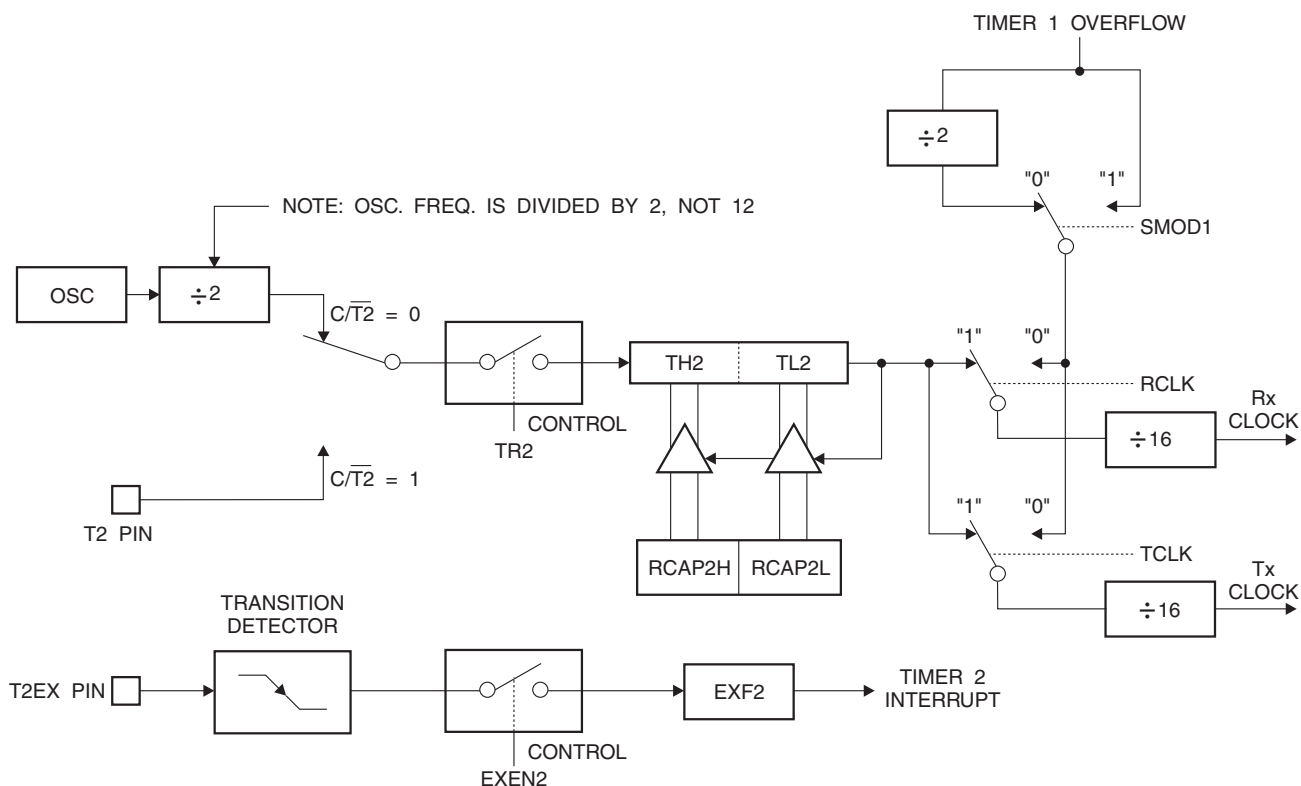 TIMER 1 OVERFLOW
÷2
"0"
"1"
NOTE: OSC. FREQ. IS DIVIDED BY 2, NOT 12
SMOD1
OSC
÷2
C/T̅2̅ = 0
"1"
"0"
TH2
TL2
RCLK
Rx
CLOCK
CONTROL
TR2
÷16
C/T̅2̅ = 1
T2 PIN
"1"
"0"
TCLK
RCAP2H
RCAP2L
Tx
CLOCK
÷16
TRANSITION
DETECTOR
T2EX PIN
EXF2
TIMER 2
INTERRUPT
CONTROL
EXEN2